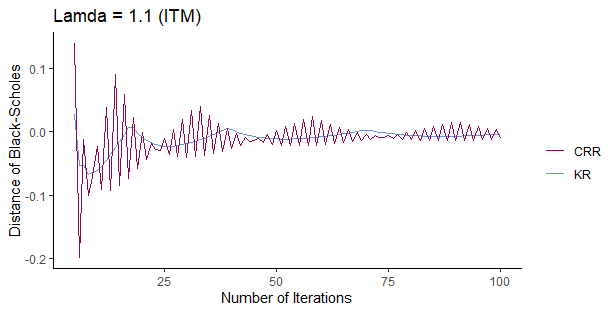 Lamda = 1.1 (ITM)
Distance of Black-Scholes
0.1
0.0
-0.1
-0.2
25
50
75
100
Number of Iterations
CRR
KR